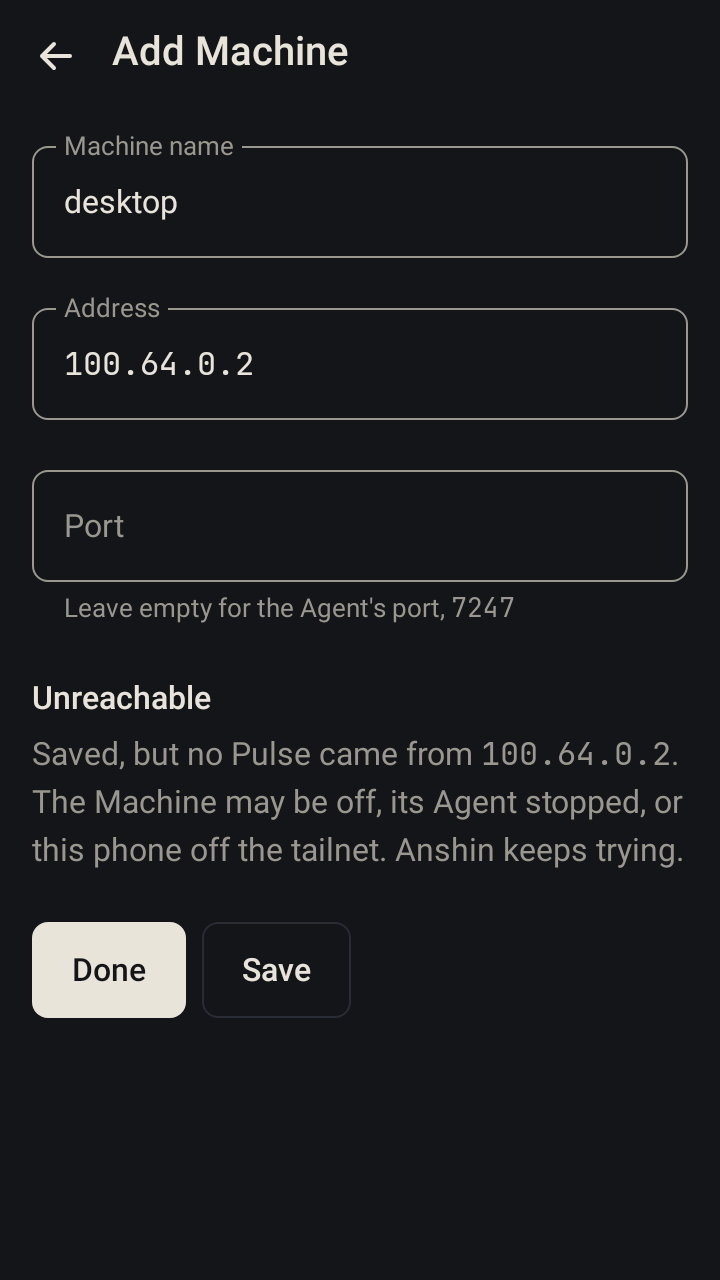 Add Machine
Machine name
desktop
Address
100.64.0.2
Port
Leave empty for the Agent's port, 7247
Unreachable
Saved, but no Pulse came from 100.64.0.2.
The Machine may be off, its Agent stopped, or
this phone off the tailnet. Anshin keeps trying.
Done
Save